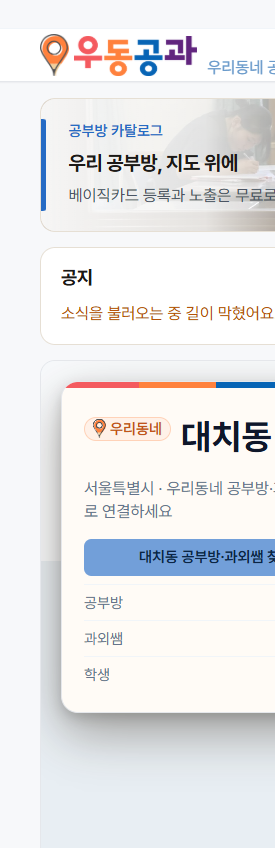 우동공과
우리동네 공
공부방 카탈로그
우리 공부방, 지도 위에
베이직카드 등록과 노출은 무료로
공지
소식을 불러오는 중 길이 막혔어요
우리동네
대치동
서울특별시 · 우리동네 공부방·
로 연결하세요
대치동 공부방·과외쌤 찾
공부방
과외쌤
학생